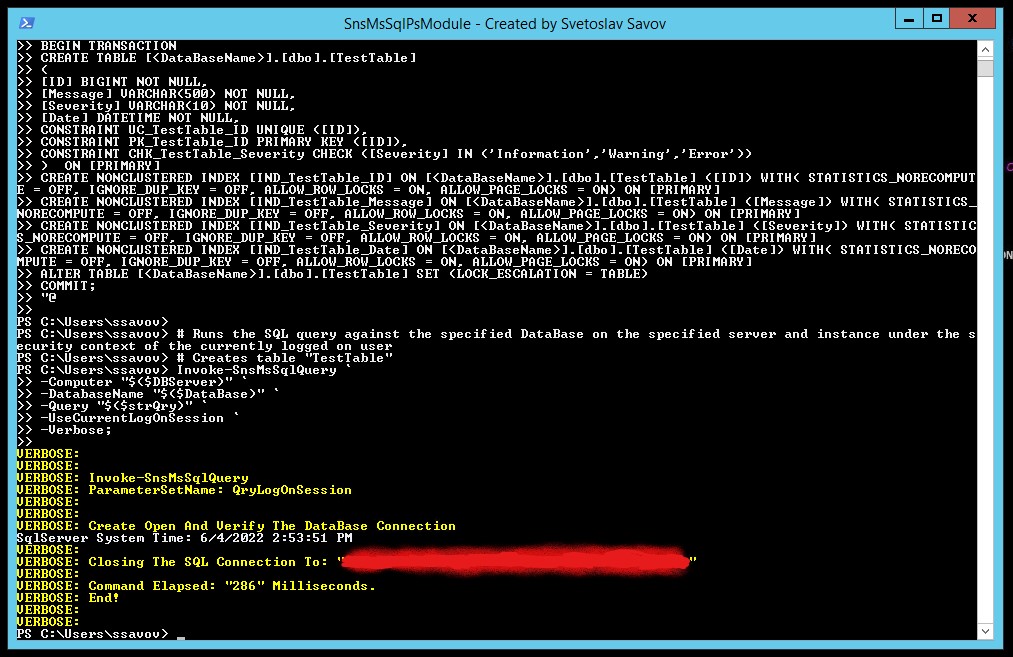 SnsMsSqlPsModule - Created by Svetoslav Savov
>> BEGIN TRANSACTION
>> CREATE TABLE [<DataBaseName>].[dbo].[TestTable]
>> (
>> [ID] BIGINT NOT NULL,
>> [Message] VARCHAR(500) NOT NULL,
>> [Severity] VARCHAR(10) NOT NULL,
>> [Date] DATETIME NOT NULL,
>> CONSTRAINT UC_TestTable_ID UNIQUE ([ID]),
>> CONSTRAINT PK_TestTable_ID PRIMARY KEY ([ID]),
>> CONSTRAINT CHK_TestTable_Severity CHECK ([Severity] IN ('Information','Warning','Error'))
>> )  ON [PRIMARY]
>> CREATE NONCLUSTERED INDEX [IND_TestTable_ID] ON [<DataBaseName>].[dbo].[TestTable] ([ID]) WITH( STATISTICS_NORECOMPUT
E = OFF, IGNORE_DUP_KEY = OFF, ALLOW_ROW_LOCKS = ON, ALLOW_PAGE_LOCKS = ON) ON [PRIMARY]
>> CREATE NONCLUSTERED INDEX [IND_TestTable_Message] ON [<DataBaseName>].[dbo].[TestTable] ([Message]) WITH( STATISTICS_
NORECOMPUTE = OFF, IGNORE_DUP_KEY = OFF, ALLOW_ROW_LOCKS = ON, ALLOW_PAGE_LOCKS = ON) ON [PRIMARY]
>> CREATE NONCLUSTERED INDEX [IND_TestTable_Severity] ON [<DataBaseName>].[dbo].[TestTable] ([Severity]) WITH( STATISTIC
S_NORECOMPUTE = OFF, IGNORE_DUP_KEY = OFF, ALLOW_ROW_LOCKS = ON, ALLOW_PAGE_LOCKS = ON) ON [PRIMARY]
>> CREATE NONCLUSTERED INDEX [IND_TestTable_Date] ON [<DataBaseName>].[dbo].[TestTable] ([Date]) WITH( STATISTICS_NORECO
MPUTE = OFF, IGNORE_DUP_KEY = OFF, ALLOW_ROW_LOCKS = ON, ALLOW_PAGE_LOCKS = ON) ON [PRIMARY]
>> ALTER TABLE [<DataBaseName>].[dbo].[TestTable] SET (LOCK_ESCALATION = TABLE)
>> COMMIT;
>> "@
>>
PS C:\Users\ssavov>
PS C:\Users\ssavov> # Runs the SQL query against the specified DataBase on the specified server and instance under the s
ecurity context of the currently logged on user
PS C:\Users\ssavov> # Creates table "TestTable"
PS C:\Users\ssavov> Invoke-SnsMsSqlQuery `
>> -Computer "$($DBServer)" `
>> -DatabaseName "$($DataBase)" `
>> -Query "$($strQry)" `
>> -UseCurrentLogOnSession `
>> -Verbose;
>>
VERBOSE:
VERBOSE:
VERBOSE: Invoke-SnsMsSqlQuery
VERBOSE: ParameterSetName: QryLogOnSession
VERBOSE:
VERBOSE:
VERBOSE: Create Open And Verify The DataBase Connection
SqlServer System Time: 6/4/2022 2:53:51 PM
VERBOSE:
VERBOSE: Closing The SQL Connection To: " "
VERBOSE:
VERBOSE: Command Elapsed: "286" Milliseconds.
VERBOSE: End!
VERBOSE:
VERBOSE:
PS C:\Users\ssavov>